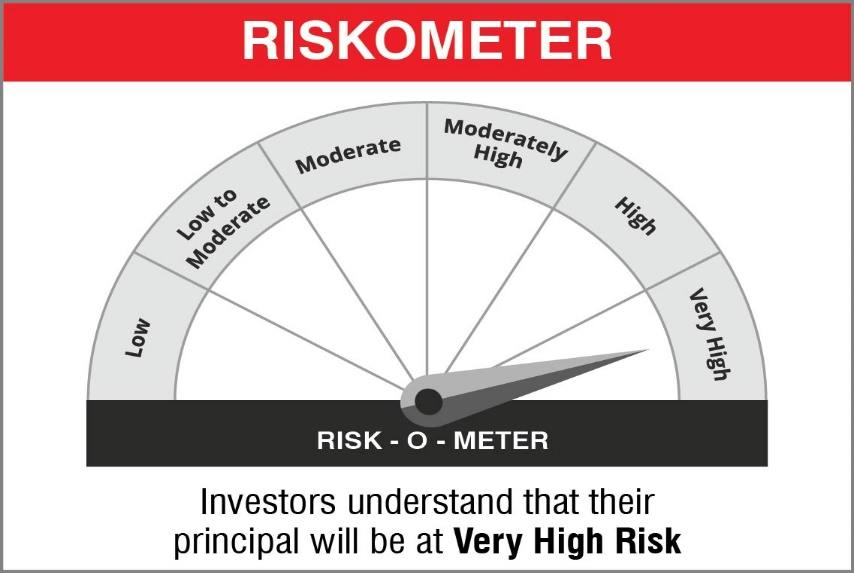 RISKOMETER
Low
Low to
Moderate
Moderate
Moderately
High
High
Very High
RISK - O - METER
Investors understand that their
principal will be at Very High Risk